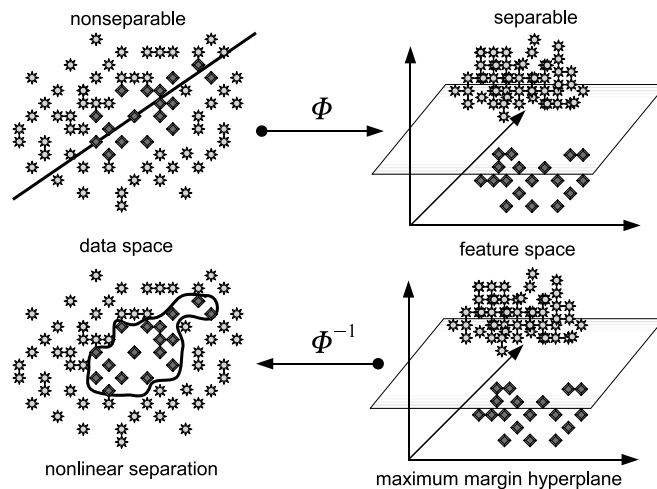 nonseparable
separable
Φ
data space
feature space
Φ⁻¹
nonlinear separation
maximum margin hyperplane